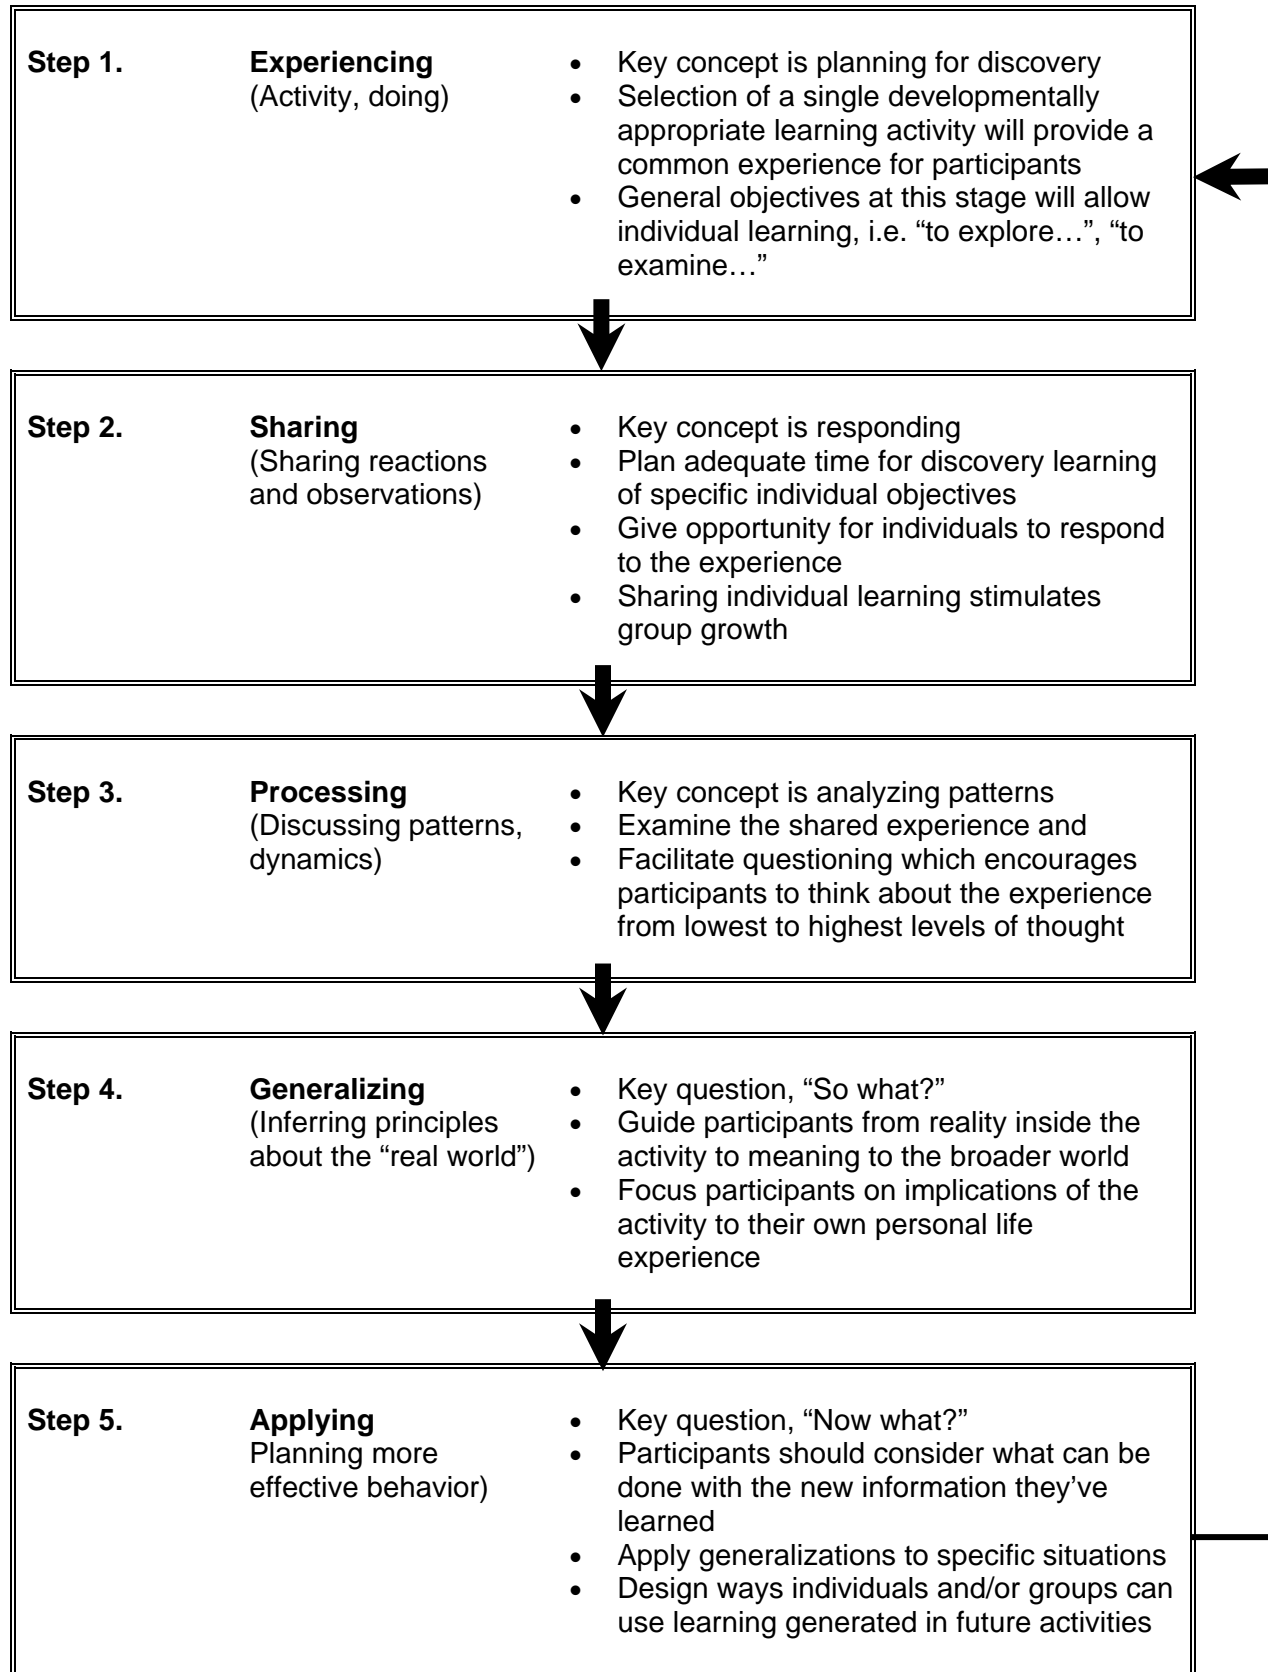 Step 1.
Experiencing
(Activity, doing)
• Key concept is planning for discovery
• Selection of a single developmentally
appropriate learning activity will provide a
common experience for participants
• General objectives at this stage will allow
individual learning, i.e. “to explore…”, “to
examine…”
Step 2.
Sharing
(Sharing reactions
and observations)
• Key concept is responding
• Plan adequate time for discovery learning
of specific individual objectives
• Give opportunity for individuals to respond
to the experience
• Sharing individual learning stimulates
group growth
Step 3.
Processing
(Discussing patterns,
dynamics)
• Key concept is analyzing patterns
• Examine the shared experience and
• Facilitate questioning which encourages
participants to think about the experience
from lowest to highest levels of thought
Step 4.
Generalizing
(Inferring principles
about the “real world”)
• Key question, “So what?”
• Guide participants from reality inside the
activity to meaning to the broader world
• Focus participants on implications of the
activity to their own personal life
experience
Step 5.
Applying
Planning more
effective behavior)
• Key question, “Now what?”
• Participants should consider what can be
done with the new information they’ve
learned
• Apply generalizations to specific situations
• Design ways individuals and/or groups can
use learning generated in future activities